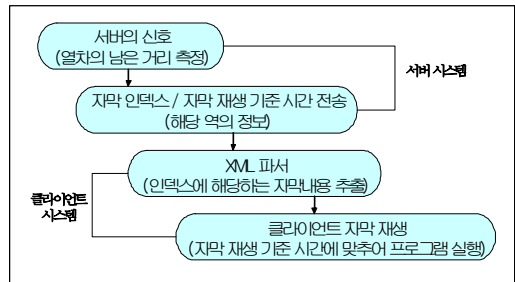 서버의 신호
(열차의 남은 거리 측정)
서버 시스템
자막 인덱스 / 자막 재생 기준 시간 전송
(해당 역의 정보)
XML 파서
(인덱스에 해당하는 자막내용 추출)
클라이언트
시스템
클라이언트 자막 재생
(자막 재생 기준 시간에 맞추어 프로그램 실행)